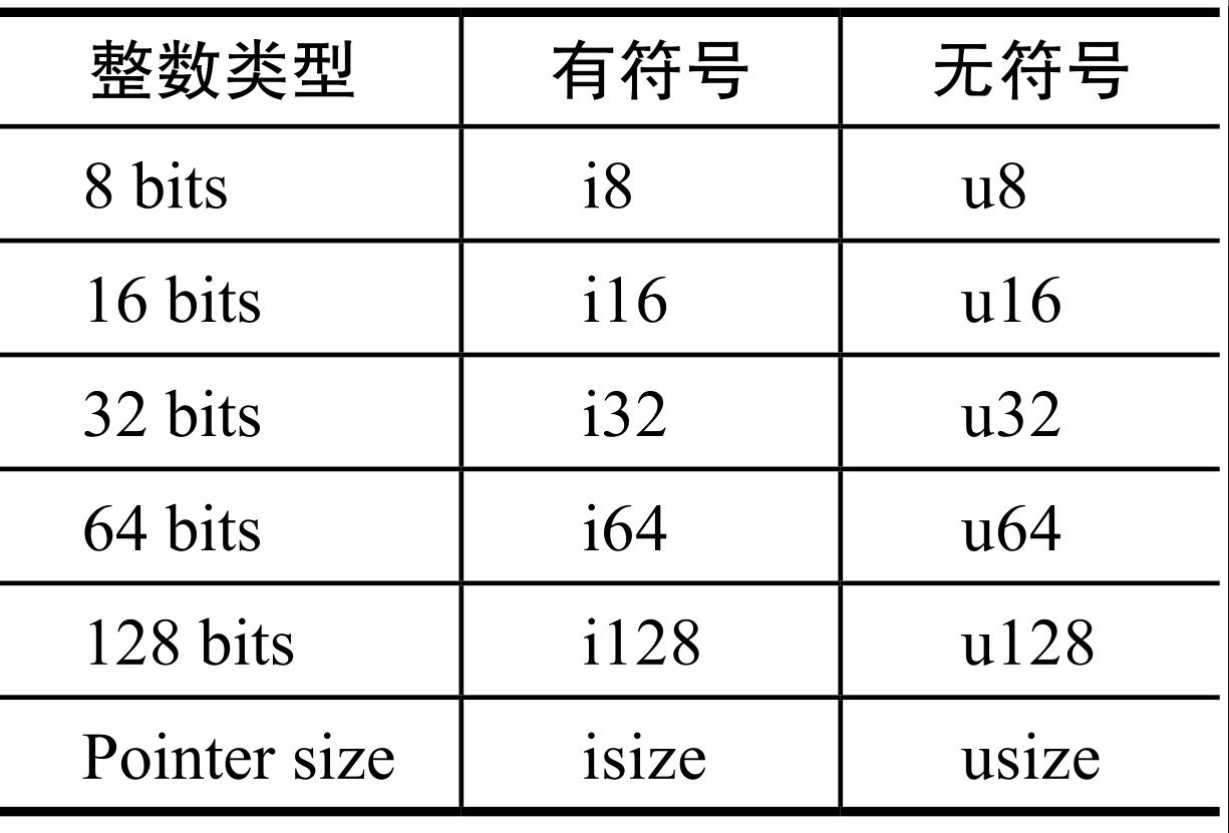 整数类型 有符号 无符号
8 bits i8 u8
16 bits i16 u16
32 bits i32 u32
64 bits i64 u64
128 bits i128 u128
Pointer size isize usize